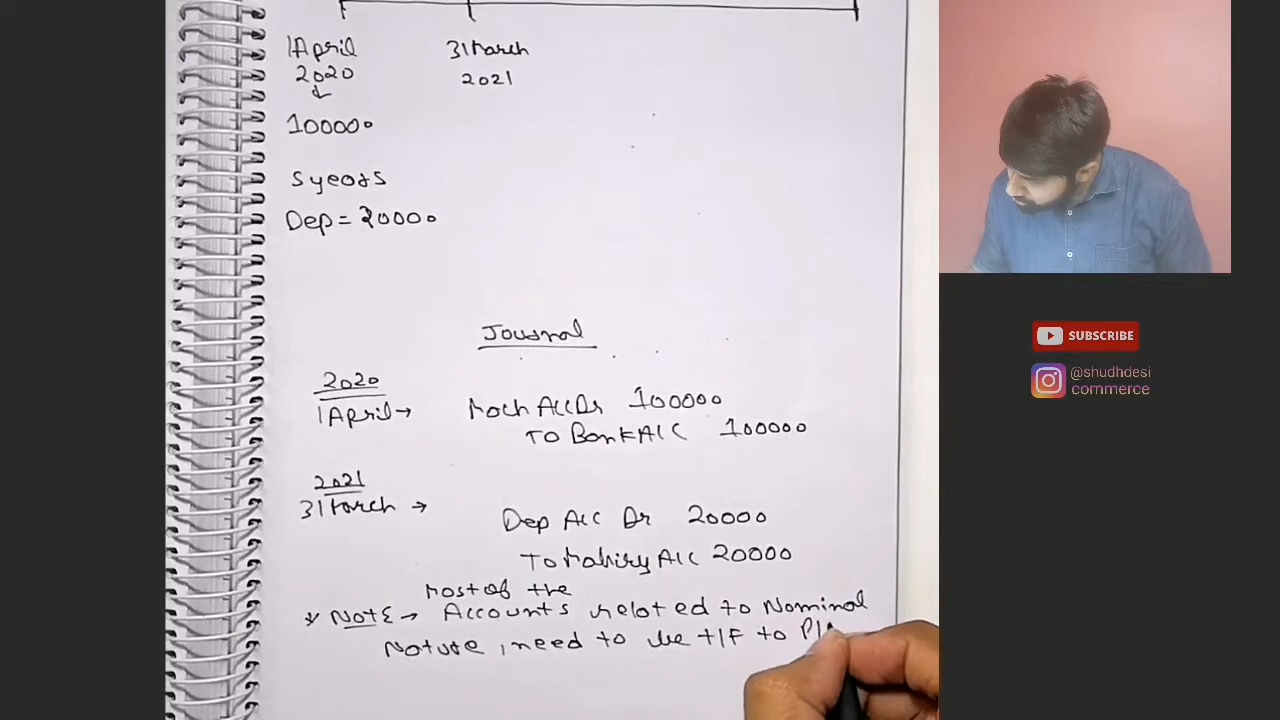 1April
2020
31March
2021
100000
5years
Dep = 20000
Journal
2020
1April→
Mach A/c Dr 100000
To Bank A/c 100000
2021
31March →
Dep A/c Dr 20000
To Mahiry A/c 20000
Most of the
* Note → Accounts related to Nominal
Nature, need to be T/F to P/
SUBSCRIBE
@shudhdesi
commerce